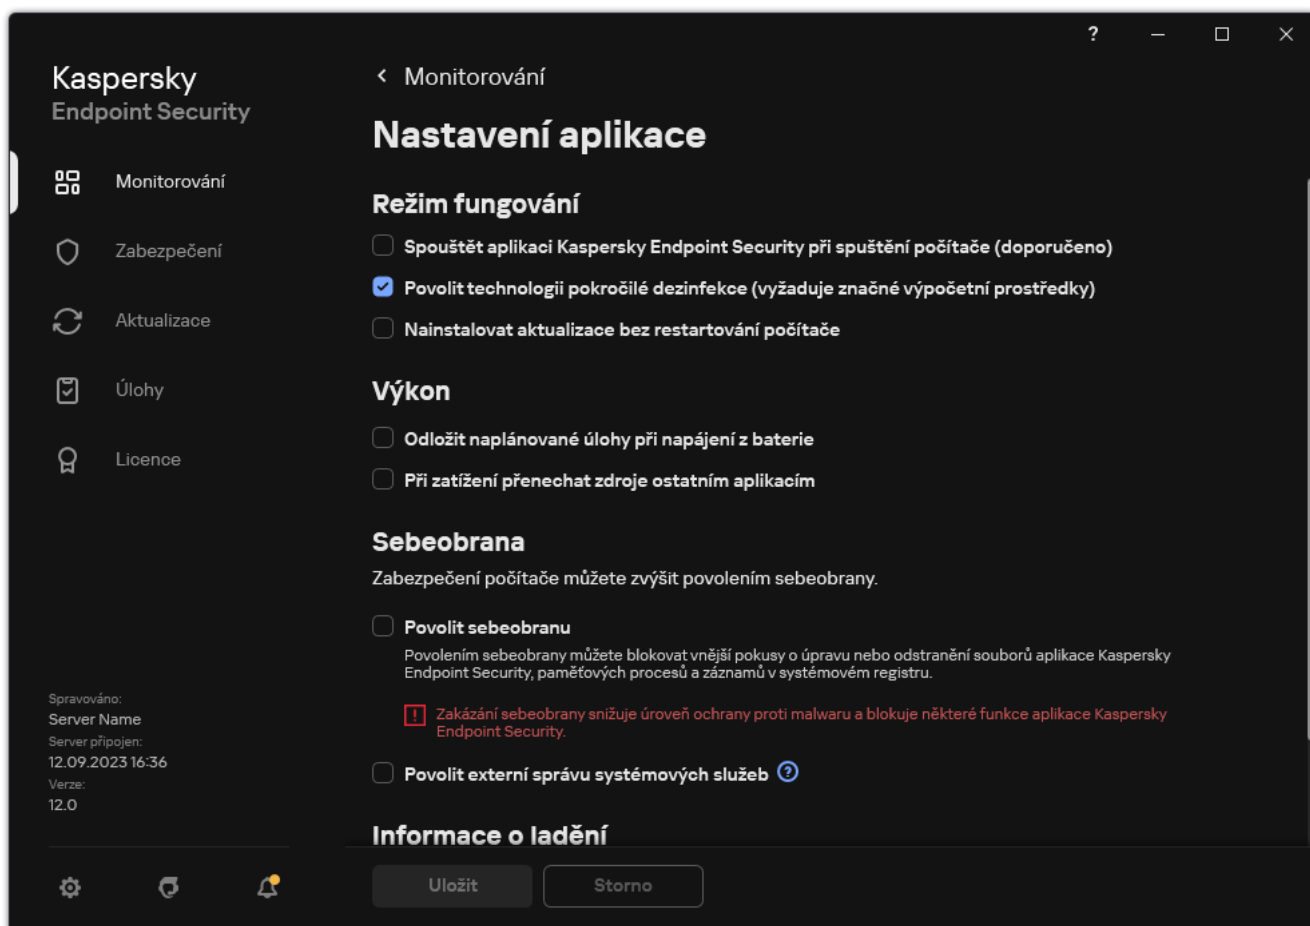 ?
Kaspersky
Endpoint Security
Monitorování
Zabezpečení
Aktualizace
Úlohy
Licence
Spravováno:
Server Name
Server připojen:
12.09.2023 16:36
Verze:
12.0
Monitorování
Nastavení aplikace
Režim fungování
Spouštět aplikaci Kaspersky Endpoint Security při spuštění počítače (doporučeno)
Povolit technologii pokročilé dezinfekce (vyžaduje značné výpočetní prostředky)
Nainstalovat aktualizace bez restartování počítače
Výkon
Odložit naplánované úlohy při napájení z baterie
Při zatížení přenechat zdroje ostatním aplikacím
Sebeobrana
Zabezpečení počítače můžete zvýšit povolením sebeobrany.
Povolit sebeobranu
Povolením sebeobrany můžete blokovat vnější pokusy o úpravu nebo odstranění souborů aplikace Kaspersky
Endpoint Security, paměťových procesů a záznamů v systémovém registru.
Zakázání sebeobrany snižuje úroveň ochrany proti malwaru a blokuje některé funkce aplikace Kaspersky
Endpoint Security.
Povolit externí správu systémových služeb ?
Informace o ladění
Uložit
Storno